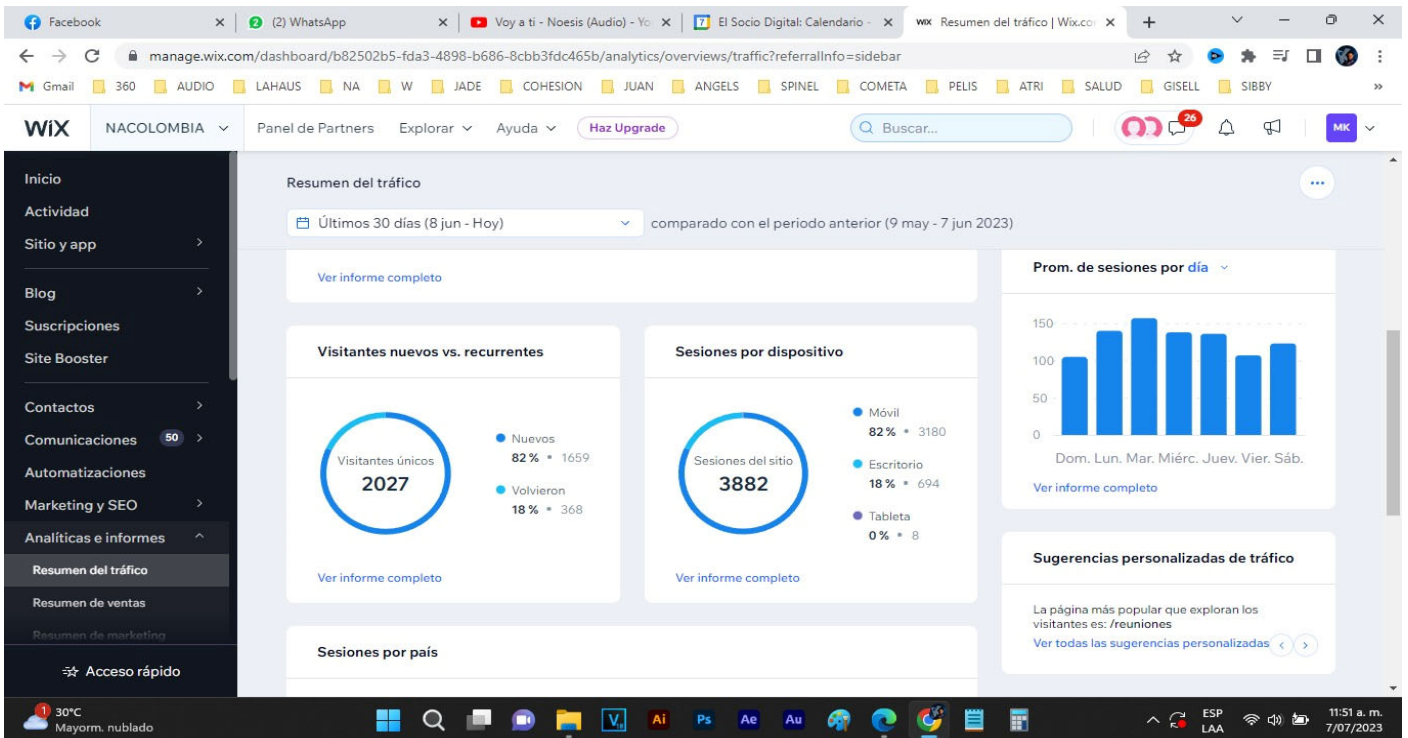 Facebook
(2) WhatsApp
Voy a ti - Noesis (Audio) - Yo
El Socio Digital: Calendario -
WIX Resumen del tráfico | Wix.co
manage.wix.com/dashboard/b82502b5-fda3-4898-b686-8cbb3fdc465b/analytics/overviews/traffic?referralInfo=sidebar
Gmail 360 AUDIO LAHAUS NA W JADE COHESION JUAN ANGELS SPINEL COMETA PELIS ATRI SALUD GISELL SIBBY »
WiX NACOLOMBIA Panel de Partners Explorar Ayuda Haz Upgrade Buscar... 26 MK
Inicio
Actividad
Sitio y app
Blog
Suscripciones
Site Booster
Contactos
Comunicaciones 50
Automatizaciones
Marketing y SEO
Analíticas e informes
Resumen del tráfico
Resumen de ventas
Resumen de marketing
Acceso rápido
Resumen del tráfico
Últimos 30 días (8 jun - Hoy) comparado con el periodo anterior (9 may - 7 jun 2023)
Ver informe completo
Visitantes nuevos vs. recurrentes
Visitantes únicos
2027
Nuevos
82 % • 1659
Volvieron
18 % • 368
Ver informe completo
Sesiones por dispositivo
Sesiones del sitio
3882
Móvil
82 % • 3180
Escritorio
18 % • 694
Tableta
0 % • 8
Ver informe completo
Sesiones por país
Prom. de sesiones por día
150
100
50
0
Dom. Lun. Mar. Miérc. Juev. Vier. Sáb.
Ver informe completo
Sugerencias personalizadas de tráfico
La página más popular que exploran los
visitantes es: /reuniones
Ver todas las sugerencias personalizadas
1
30°C
Mayorm. nublado
V18 Ai Ps Ae Au
ESP
LAA
11:51 a. m.
7/07/2023